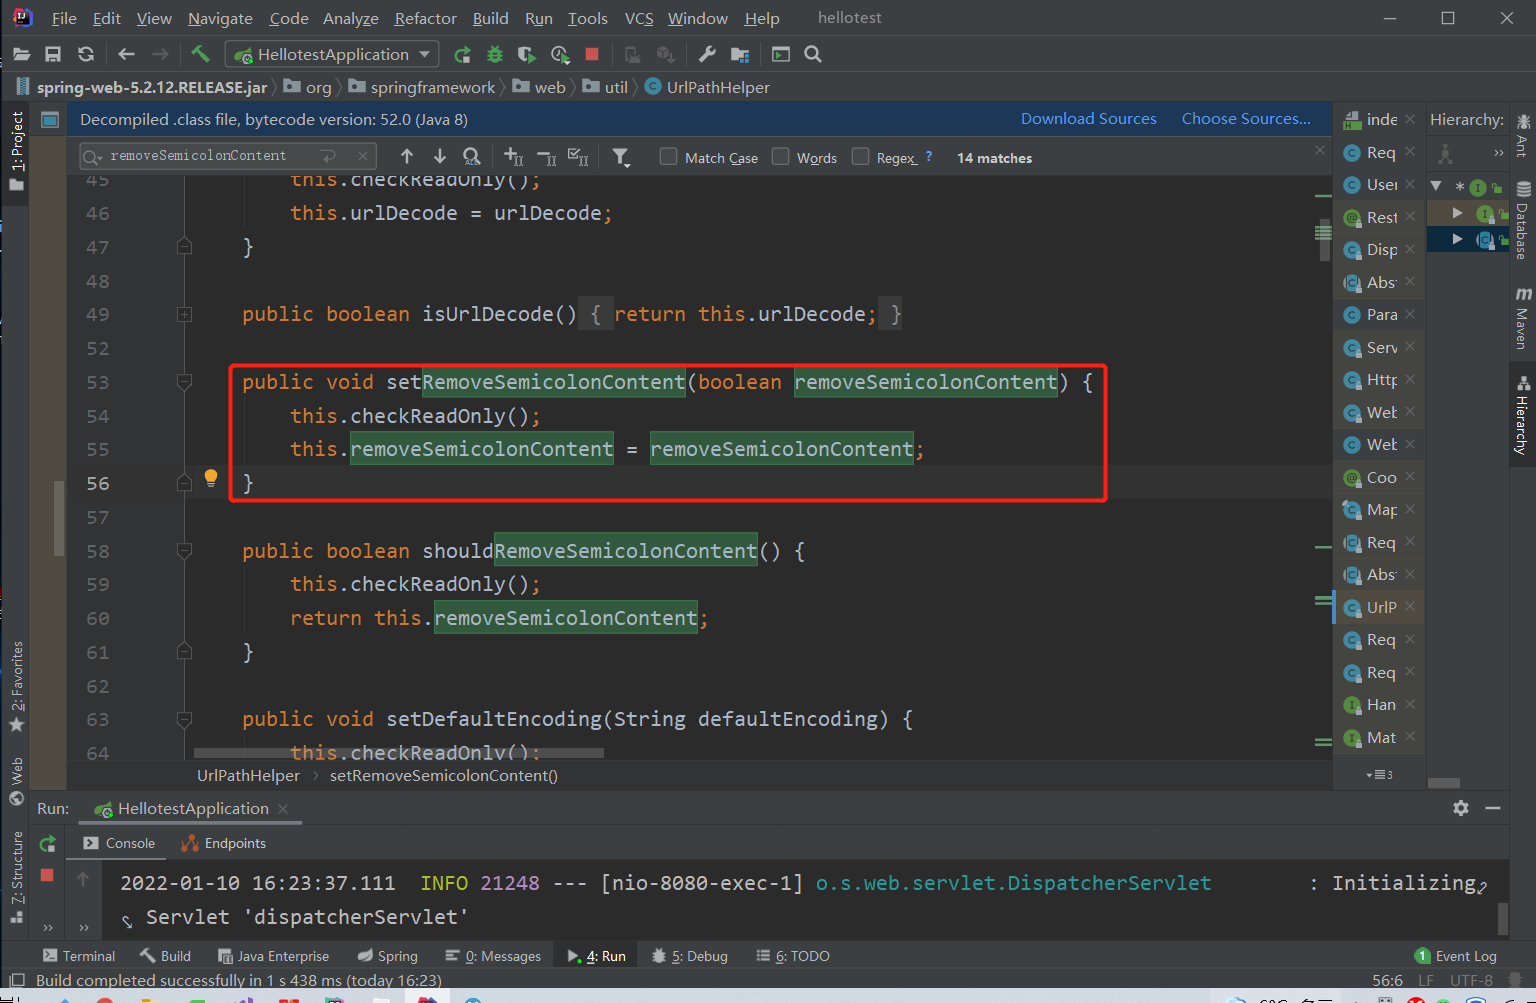 File Edit View Navigate Code Analyze Refactor Build Run Tools VCS Window Help hellotest
HellotestApplication
spring-web-5.2.12.RELEASE.jar org springframework web util UrlPathHelper
Decompiled .class file, bytecode version: 52.0 (Java 8) Download Sources Choose Sources...
removeSemicolonContent Match Case Words Regex ? 14 matches
45 this.checkReadOnly();
46 this.urlDecode = urlDecode;
47 }
48
49 public boolean isUrlDecode() { return this.urlDecode; }
52
53 public void setRemoveSemicolonContent(boolean removeSemicolonContent) {
54 this.checkReadOnly();
55 this.removeSemicolonContent = removeSemicolonContent;
56 }
57
58 public boolean shouldRemoveSemicolonContent() {
59 this.checkReadOnly();
60 return this.removeSemicolonContent;
61 }
62
63 public void setDefaultEncoding(String defaultEncoding) {
64 this.checkReadOnly();
UrlPathHelper › setRemoveSemicolonContent()
1: Project
2: Favorites
Web
Z: Structure
inde
Req
User
Rest
Disp
Abs
Para
Serv
Http
Web
Web
Coo
Map
Req
Abs
UrlP
Req
Req
Han
Mat
3
Hierarchy:
Ant
Database
Maven
Hierarchy
Run: HellotestApplication
Console Endpoints
2022-01-10 16:23:37.111 INFO 21248 --- [nio-8080-exec-1] o.s.web.servlet.DispatcherServlet : Initializing
Servlet 'dispatcherServlet'
Terminal Build Java Enterprise Spring 0: Messages 4: Run 5: Debug 6: TODO 1 Event Log
Build completed successfully in 1 s 438 ms (today 16:23) 56:6 LF UTF-8